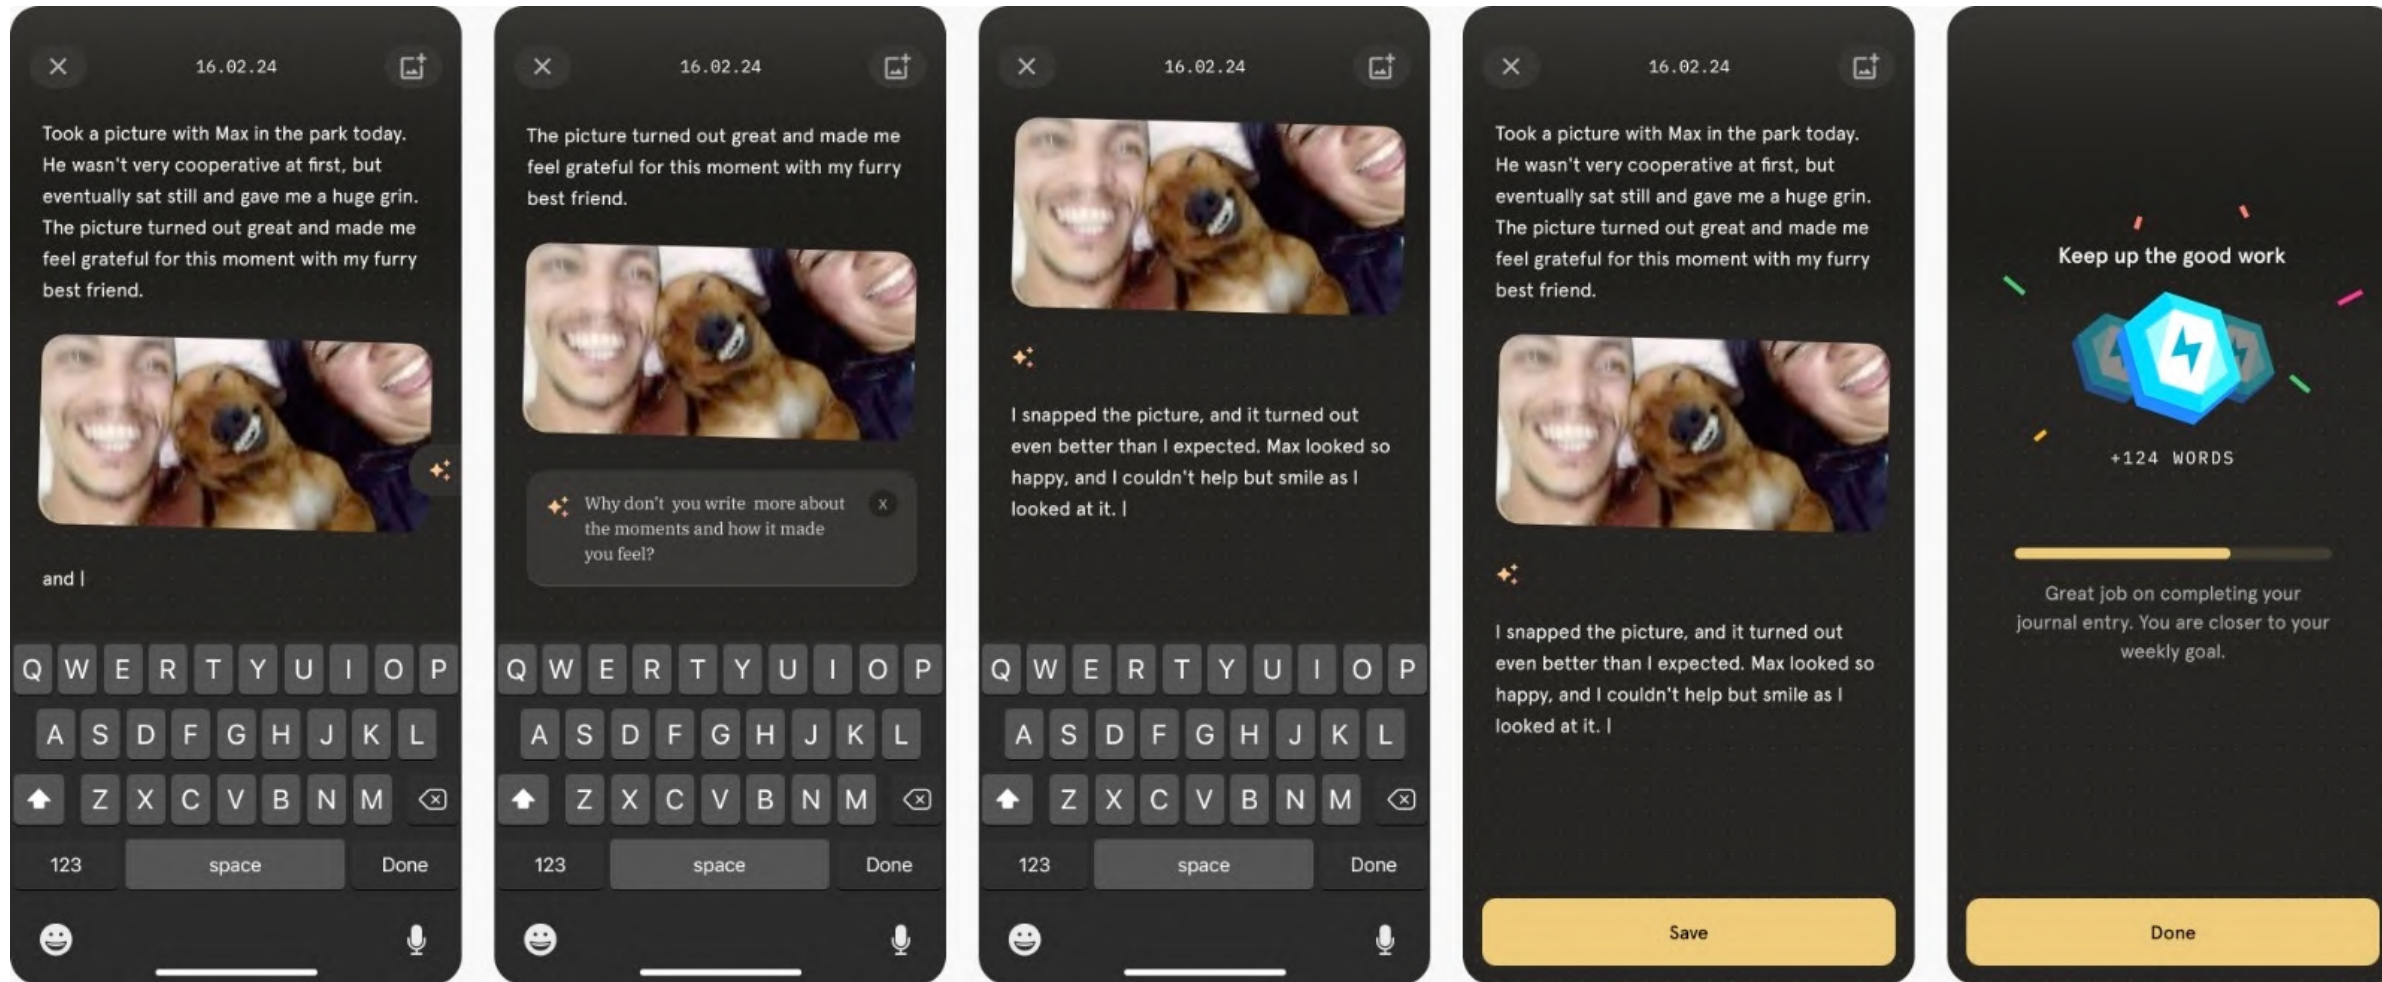 16.02.24
Took a picture with Max in the park today.
He wasn't very cooperative at first, but
eventually sat still and gave me a huge grin.
The picture turned out great and made me
feel grateful for this moment with my furry
best friend.
and
Q W E R T Y U I O P
A S D F G H J K L
Z X C V B N M
123 space Done
16.02.24
The picture turned out great and made me
feel grateful for this moment with my furry
best friend.
Why don't you write more about
the moments and how it made
you feel?
X
Q W E R T Y U I O P
A S D F G H J K L
Z X C V B N M
123 space Done
16.02.24
I snapped the picture, and it turned out
even better than I expected. Max looked so
happy, and I couldn't help but smile as I
looked at it.
Q W E R T Y U I O P
A S D F G H J K L
Z X C V B N M
123 space Done
16.02.24
Took a picture with Max in the park today.
He wasn't very cooperative at first, but
eventually sat still and gave me a huge grin.
The picture turned out great and made me
feel grateful for this moment with my furry
best friend.
I snapped the picture, and it turned out
even better than I expected. Max looked so
happy, and I couldn't help but smile as I
looked at it.
Save
Keep up the good work
+124 WORDS
Great job on completing your
journal entry. You are closer to your
weekly goal.
Done